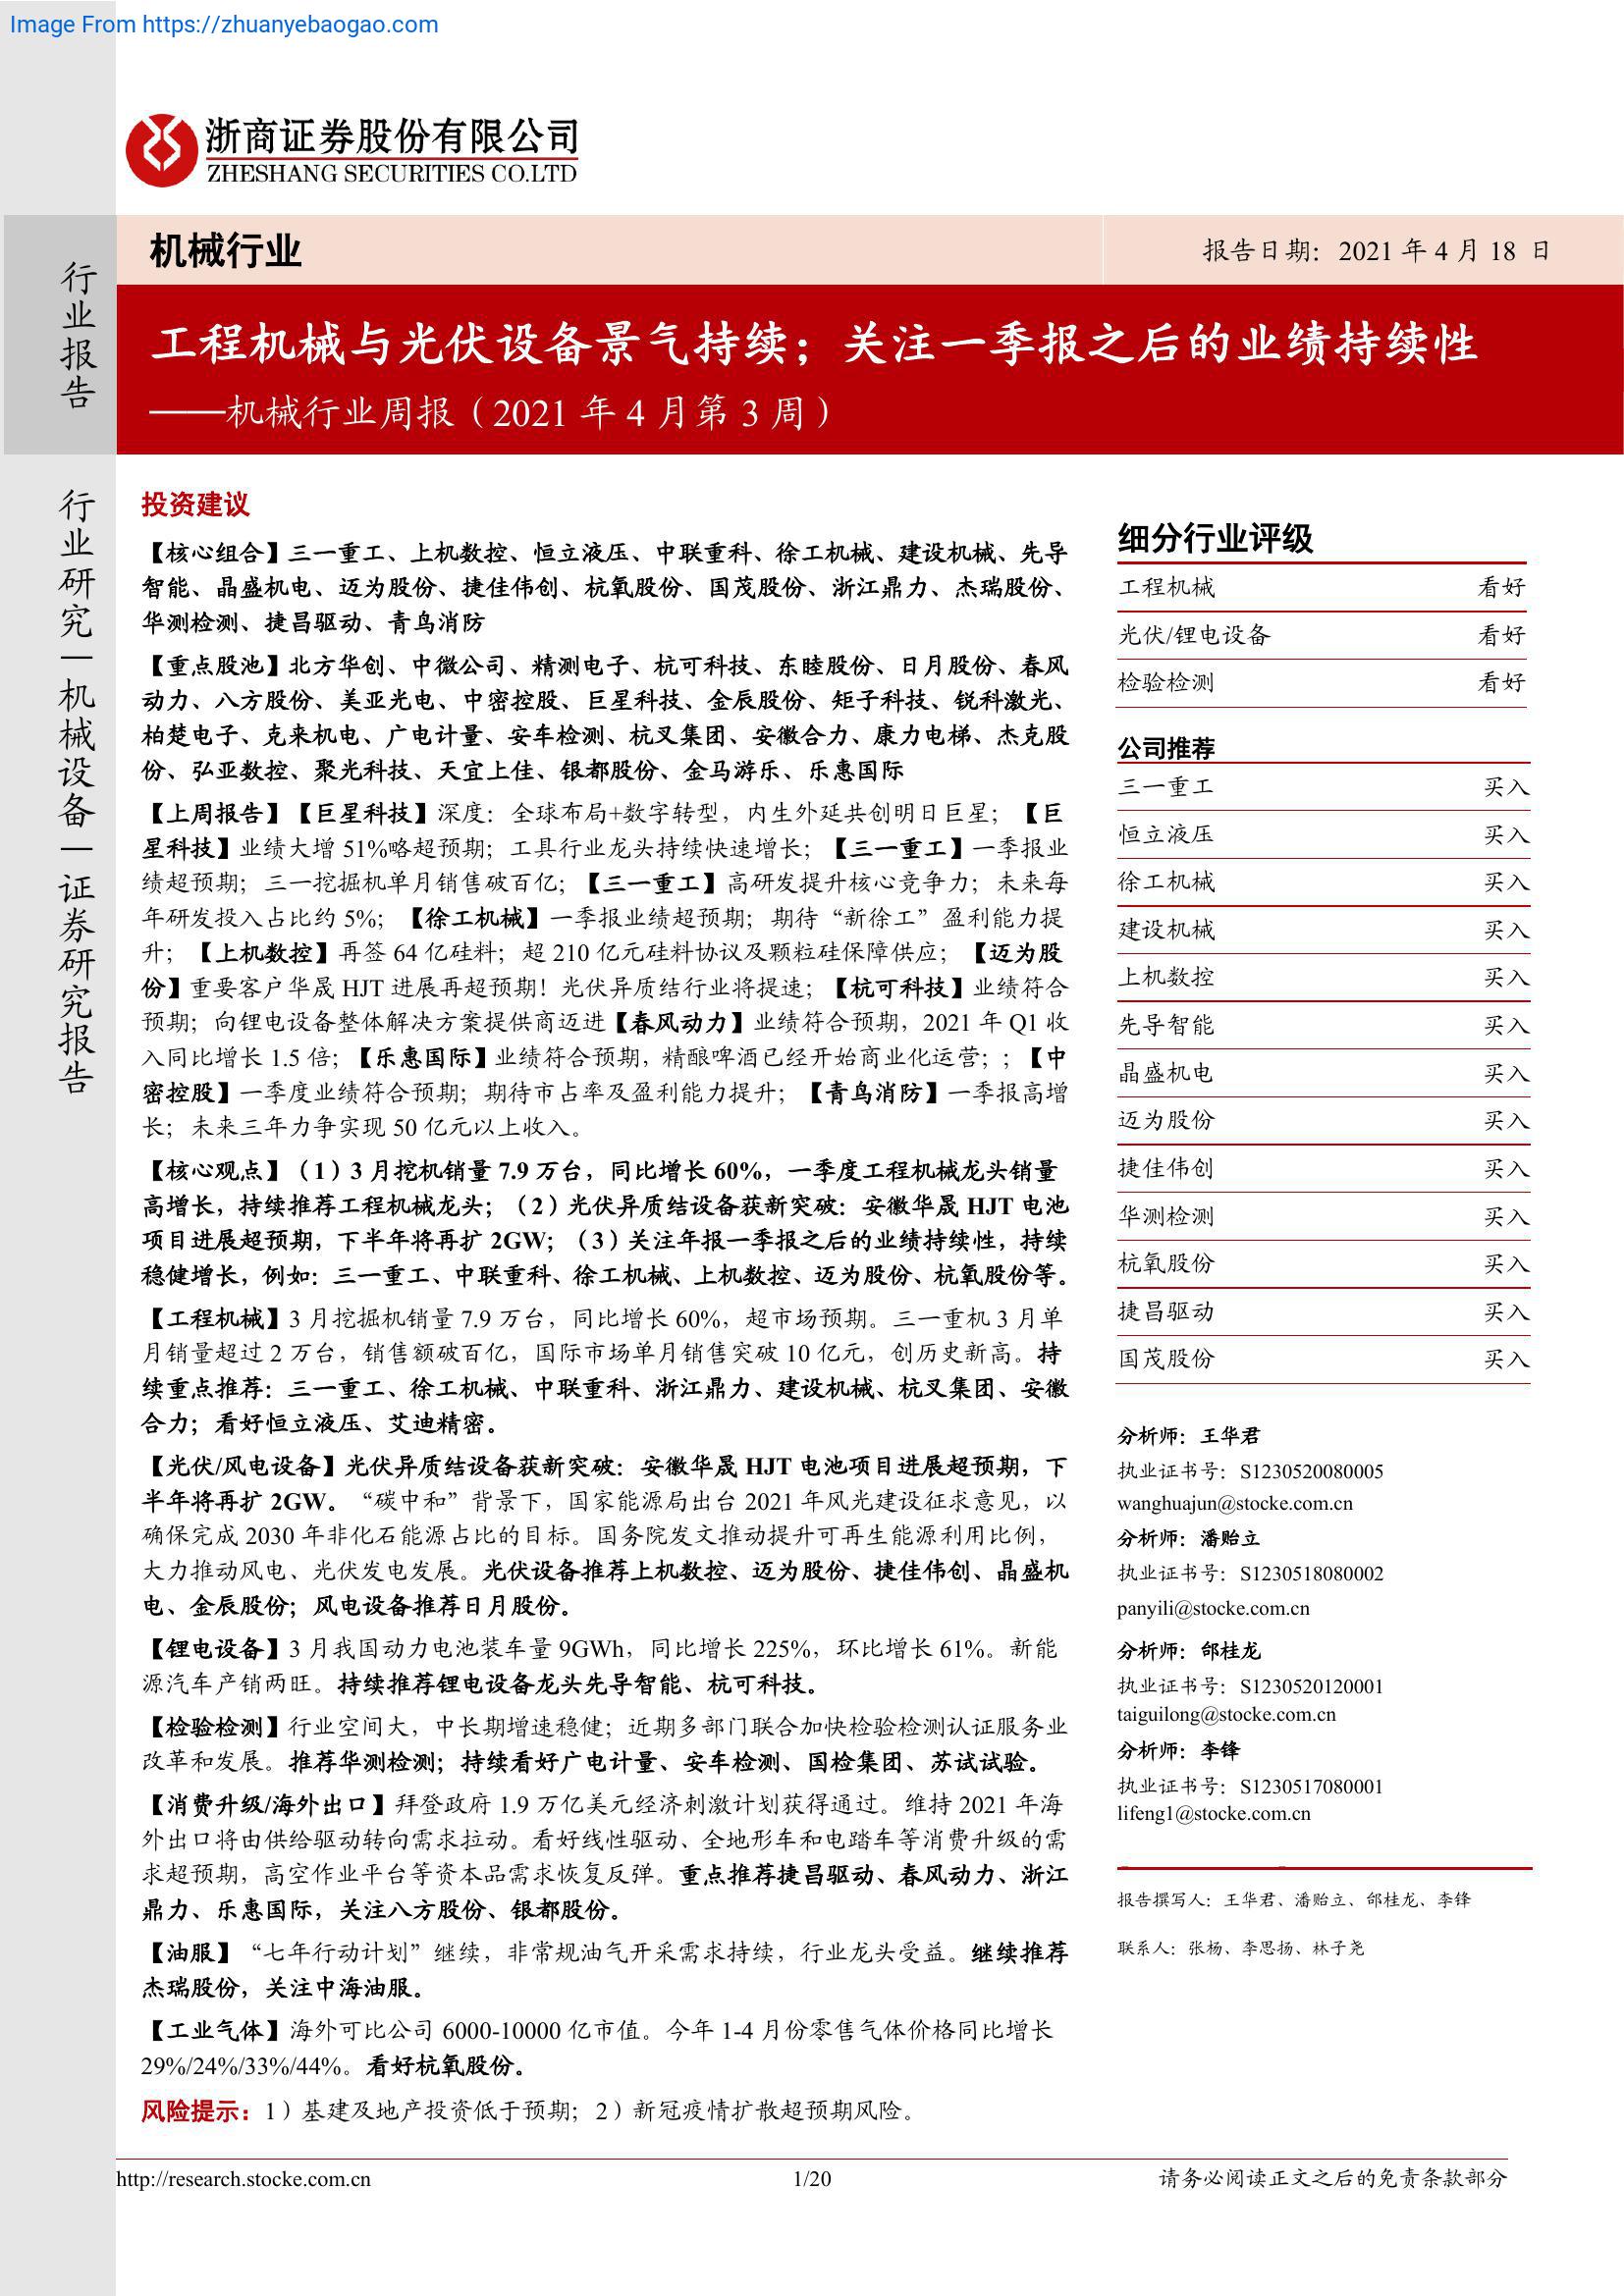 Image From https://zhuanyebaogao.com
浙商证券股份有限公司
ZHESHANG SECURITIES CO.LTD
行业报告
行业研究—机械设备—证券研究报告
机械行业
报告日期：2021 年 4 月 18 日
工程机械与光伏设备景气持续；关注一季报之后的业绩持续性
——机械行业周报（2021 年 4 月第 3 周）
投资建议
【核心组合】三一重工、上机数控、恒立液压、中联重科、徐工机械、建设机械、先导
智能、晶盛机电、迈为股份、捷佳伟创、杭氧股份、国茂股份、浙江鼎力、杰瑞股份、
华测检测、捷昌驱动、青鸟消防
【重点股池】北方华创、中微公司、精测电子、杭可科技、东睦股份、日月股份、春风
动力、八方股份、美亚光电、中密控股、巨星科技、金辰股份、矩子科技、锐科激光、
柏楚电子、克来机电、广电计量、安车检测、杭叉集团、安徽合力、康力电梯、杰克股
份、弘亚数控、聚光科技、天宜上佳、银都股份、金马游乐、乐惠国际
【上周报告】【巨星科技】深度：全球布局+数字转型，内生外延共创明日巨星；【巨
星科技】业绩大增 51%略超预期；工具行业龙头持续快速增长；【三一重工】一季报业
绩超预期；三一挖掘机单月销售破百亿；【三一重工】高研发提升核心竞争力；未来每
年研发投入占比约 5%；【徐工机械】一季报业绩超预期；期待“新徐工”盈利能力提
升；【上机数控】再签 64 亿硅料；超 210 亿元硅料协议及颗粒硅保障供应；【迈为股
份】重要客户华晟 HJT 进展再超预期！光伏异质结行业将提速；【杭可科技】业绩符合
预期；向锂电设备整体解决方案提供商迈进【春风动力】业绩符合预期，2021 年 Q1 收
入同比增长 1.5 倍；【乐惠国际】业绩符合预期，精酿啤酒已经开始商业化运营；；【中
密控股】一季度业绩符合预期；期待市占率及盈利能力提升；【青鸟消防】一季报高增
长；未来三年力争实现 50 亿元以上收入。
【核心观点】（1）3 月挖机销量 7.9 万台，同比增长 60%，一季度工程机械龙头销量
高增长，持续推荐工程机械龙头；（2）光伏异质结设备获新突破：安徽华晟 HJT 电池
项目进展超预期，下半年将再扩 2GW；（3）关注年报一季报之后的业绩持续性，持续
稳健增长，例如：三一重工、中联重科、徐工机械、上机数控、迈为股份、杭氧股份等。
【工程机械】3 月挖掘机销量 7.9 万台，同比增长 60%，超市场预期。三一重机 3 月单
月销量超过 2 万台，销售额破百亿，国际市场单月销售突破 10 亿元，创历史新高。持
续重点推荐：三一重工、徐工机械、中联重科、浙江鼎力、建设机械、杭叉集团、安徽
合力；看好恒立液压、艾迪精密。
【光伏/风电设备】光伏异质结设备获新突破：安徽华晟 HJT 电池项目进展超预期，下
半年将再扩 2GW。“碳中和”背景下，国家能源局出台 2021 年风光建设征求意见，以
确保完成 2030 年非化石能源占比的目标。国务院发文推动提升可再生能源利用比例，
大力推动风电、光伏发电发展。光伏设备推荐上机数控、迈为股份、捷佳伟创、晶盛机
电、金辰股份；风电设备推荐日月股份。
【锂电设备】3 月我国动力电池装车量 9GWh，同比增长 225%，环比增长 61%。新能
源汽车产销两旺。持续推荐锂电设备龙头先导智能、杭可科技。
【检验检测】行业空间大，中长期增速稳健；近期多部门联合加快检验检测认证服务业
改革和发展。推荐华测检测；持续看好广电计量、安车检测、国检集团、苏试试验。
【消费升级/海外出口】拜登政府 1.9 万亿美元经济刺激计划获得通过。维持 2021 年海
外出口将由供给驱动转向需求拉动。看好线性驱动、全地形车和电踏车等消费升级的需
求超预期，高空作业平台等资本品需求恢复反弹。重点推荐捷昌驱动、春风动力、浙江
鼎力、乐惠国际，关注八方股份、银都股份。
【油服】“七年行动计划”继续，非常规油气开采需求持续，行业龙头受益。继续推荐
杰瑞股份，关注中海油服。
【工业气体】海外可比公司 6000-10000 亿市值。今年 1-4 月份零售气体价格同比增长
29%/24%/33%/44%。看好杭氧股份。
风险提示：1）基建及地产投资低于预期；2）新冠疫情扩散超预期风险。
细分行业评级
工程机械 看好
光伏/锂电设备 看好
检验检测 看好
公司推荐
三一重工 买入
恒立液压 买入
徐工机械 买入
建设机械 买入
上机数控 买入
先导智能 买入
晶盛机电 买入
迈为股份 买入
捷佳伟创 买入
华测检测 买入
杭氧股份 买入
捷昌驱动 买入
国茂股份 买入
分析师：王华君
执业证书号：S1230520080005
wanghuajun@stocke.com.cn
分析师：潘贻立
执业证书号：S1230518080002
panyili@stocke.com.cn
分析师：邰桂龙
执业证书号：S1230520120001
taiguilong@stocke.com.cn
分析师：李锋
执业证书号：S1230517080001
lifeng1@stocke.com.cn
报告撰写人：王华君、潘贻立、邰桂龙、李锋
联系人：张杨、李思扬、林子尧
http://research.stocke.com.cn
1/20
请务必阅读正文之后的免责条款部分